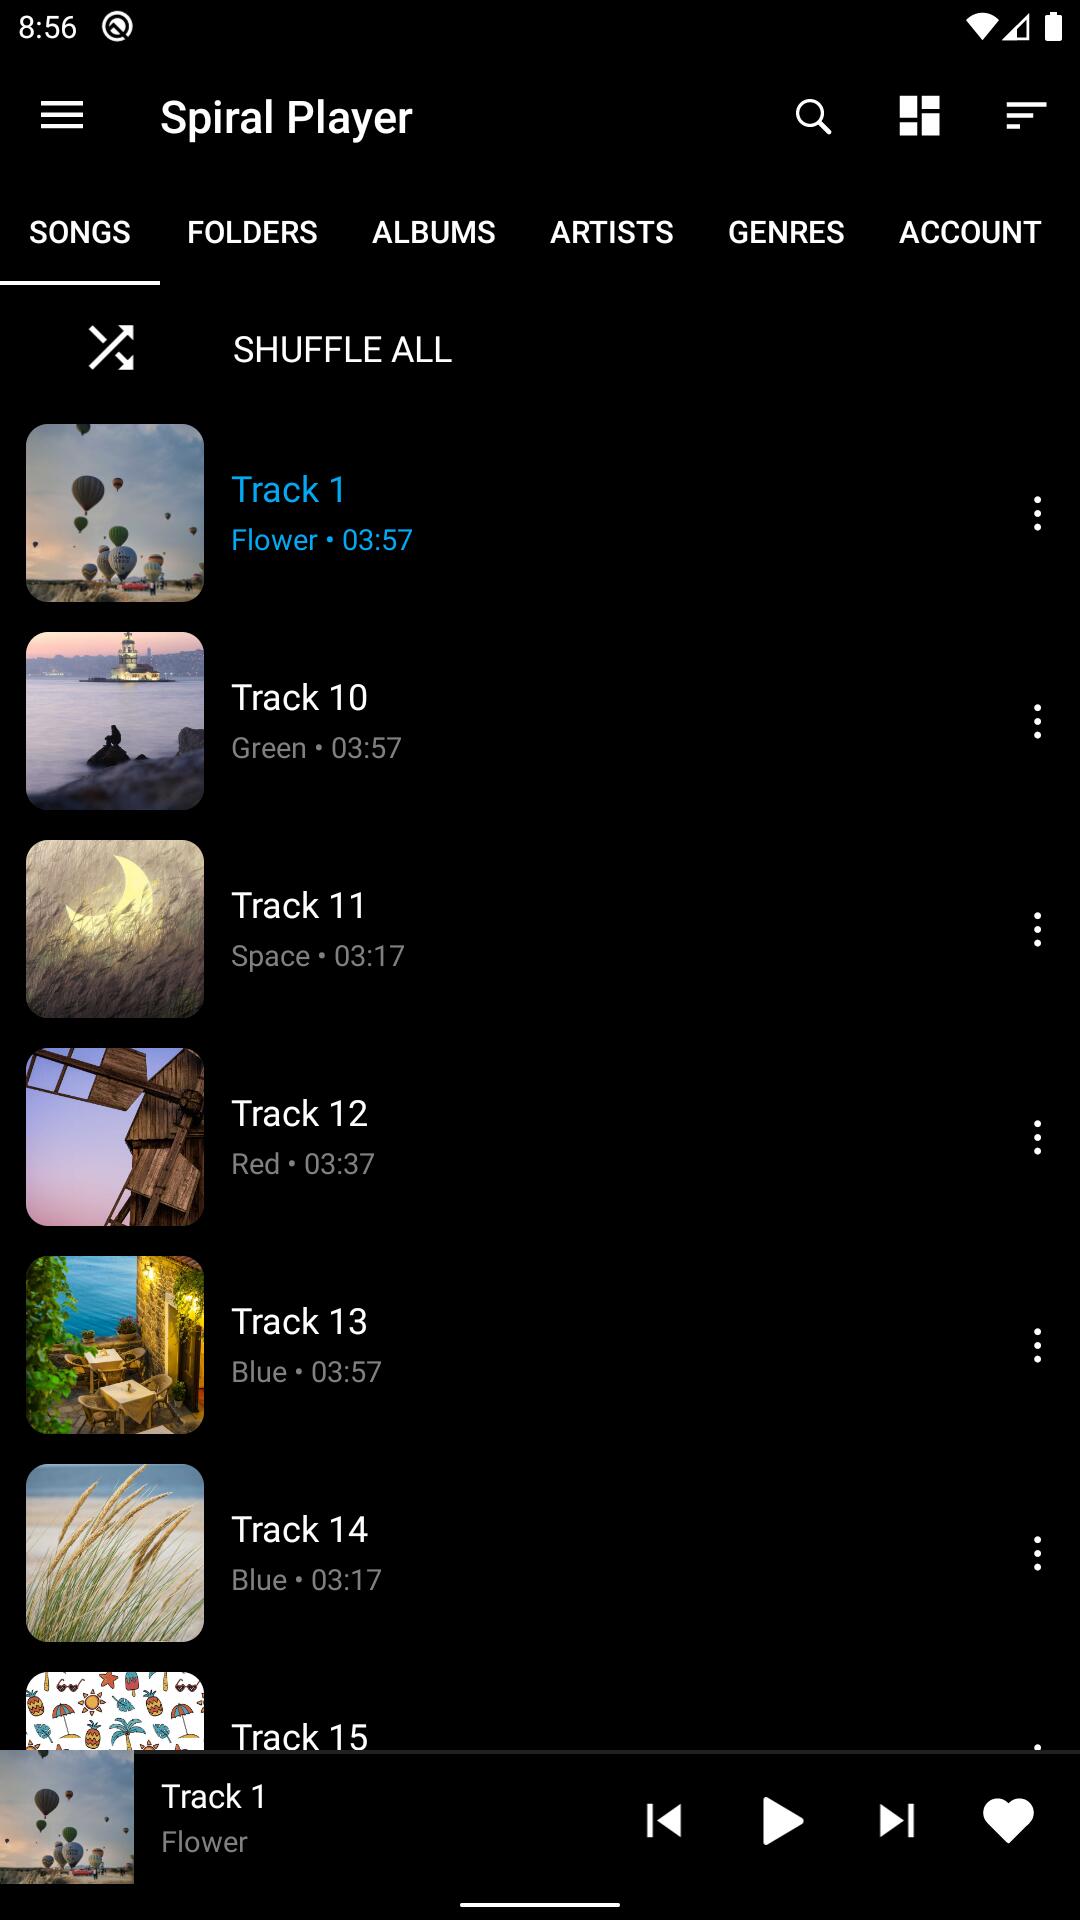 8:56
Spiral Player
SONGS FOLDERS ALBUMS ARTISTS GENRES ACCOUNT
SHUFFLE ALL
Track 1
Flower • 03:57
Track 10
Green • 03:57
Track 11
Space • 03:17
Track 12
Red • 03:37
Track 13
Blue • 03:57
Track 14
Blue • 03:17
Track 15
Track 1
Flower